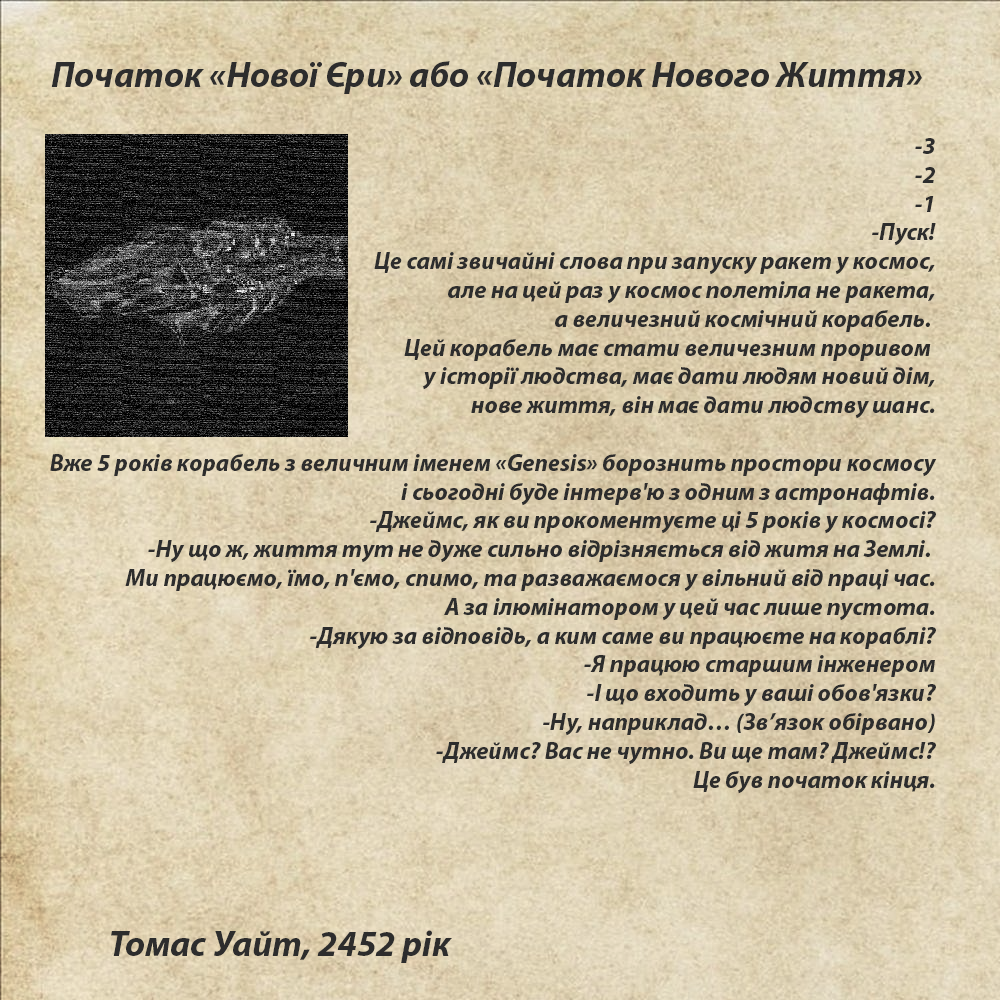 Початок «Нової Єри» або «Початок Нового Життя»
-3
-2
-1
-Пуск!
Це самі звичайні слова при запуску ракет у космос,
але на цей раз у космос полетіла не ракета,
а величезний космічний корабель.
Цей корабель має стати величезним проривом
у історії людства, має дати людям новий дім,
нове життя, він має дати людству шанс.
Вже 5 років корабель з величним іменем «Genesis» борознить простори космосу
і сьогодні буде інтерв'ю з одним з астронафтів.
-Джеймс, як ви прокоментуєте ці 5 років у космосі?
-Ну що ж, життя тут не дуже сильно відрізняється від житя на Землі.
Ми працюємо, їмо, п'ємо, спимо, та разважаємося у вільний від праці час.
А за ілюмінатором у цей час лише пустота.
-Дякую за відповідь, а ким саме ви працюєте на кораблі?
-Я працюю старшим інженером
-І що входить у ваші обов'язки?
-Ну, наприклад… (Зв’язок обірвано)
-Джеймс? Вас не чутно. Ви ще там? Джеймс!?
Це був початок кінця.
Томас Уайт, 2452 рік